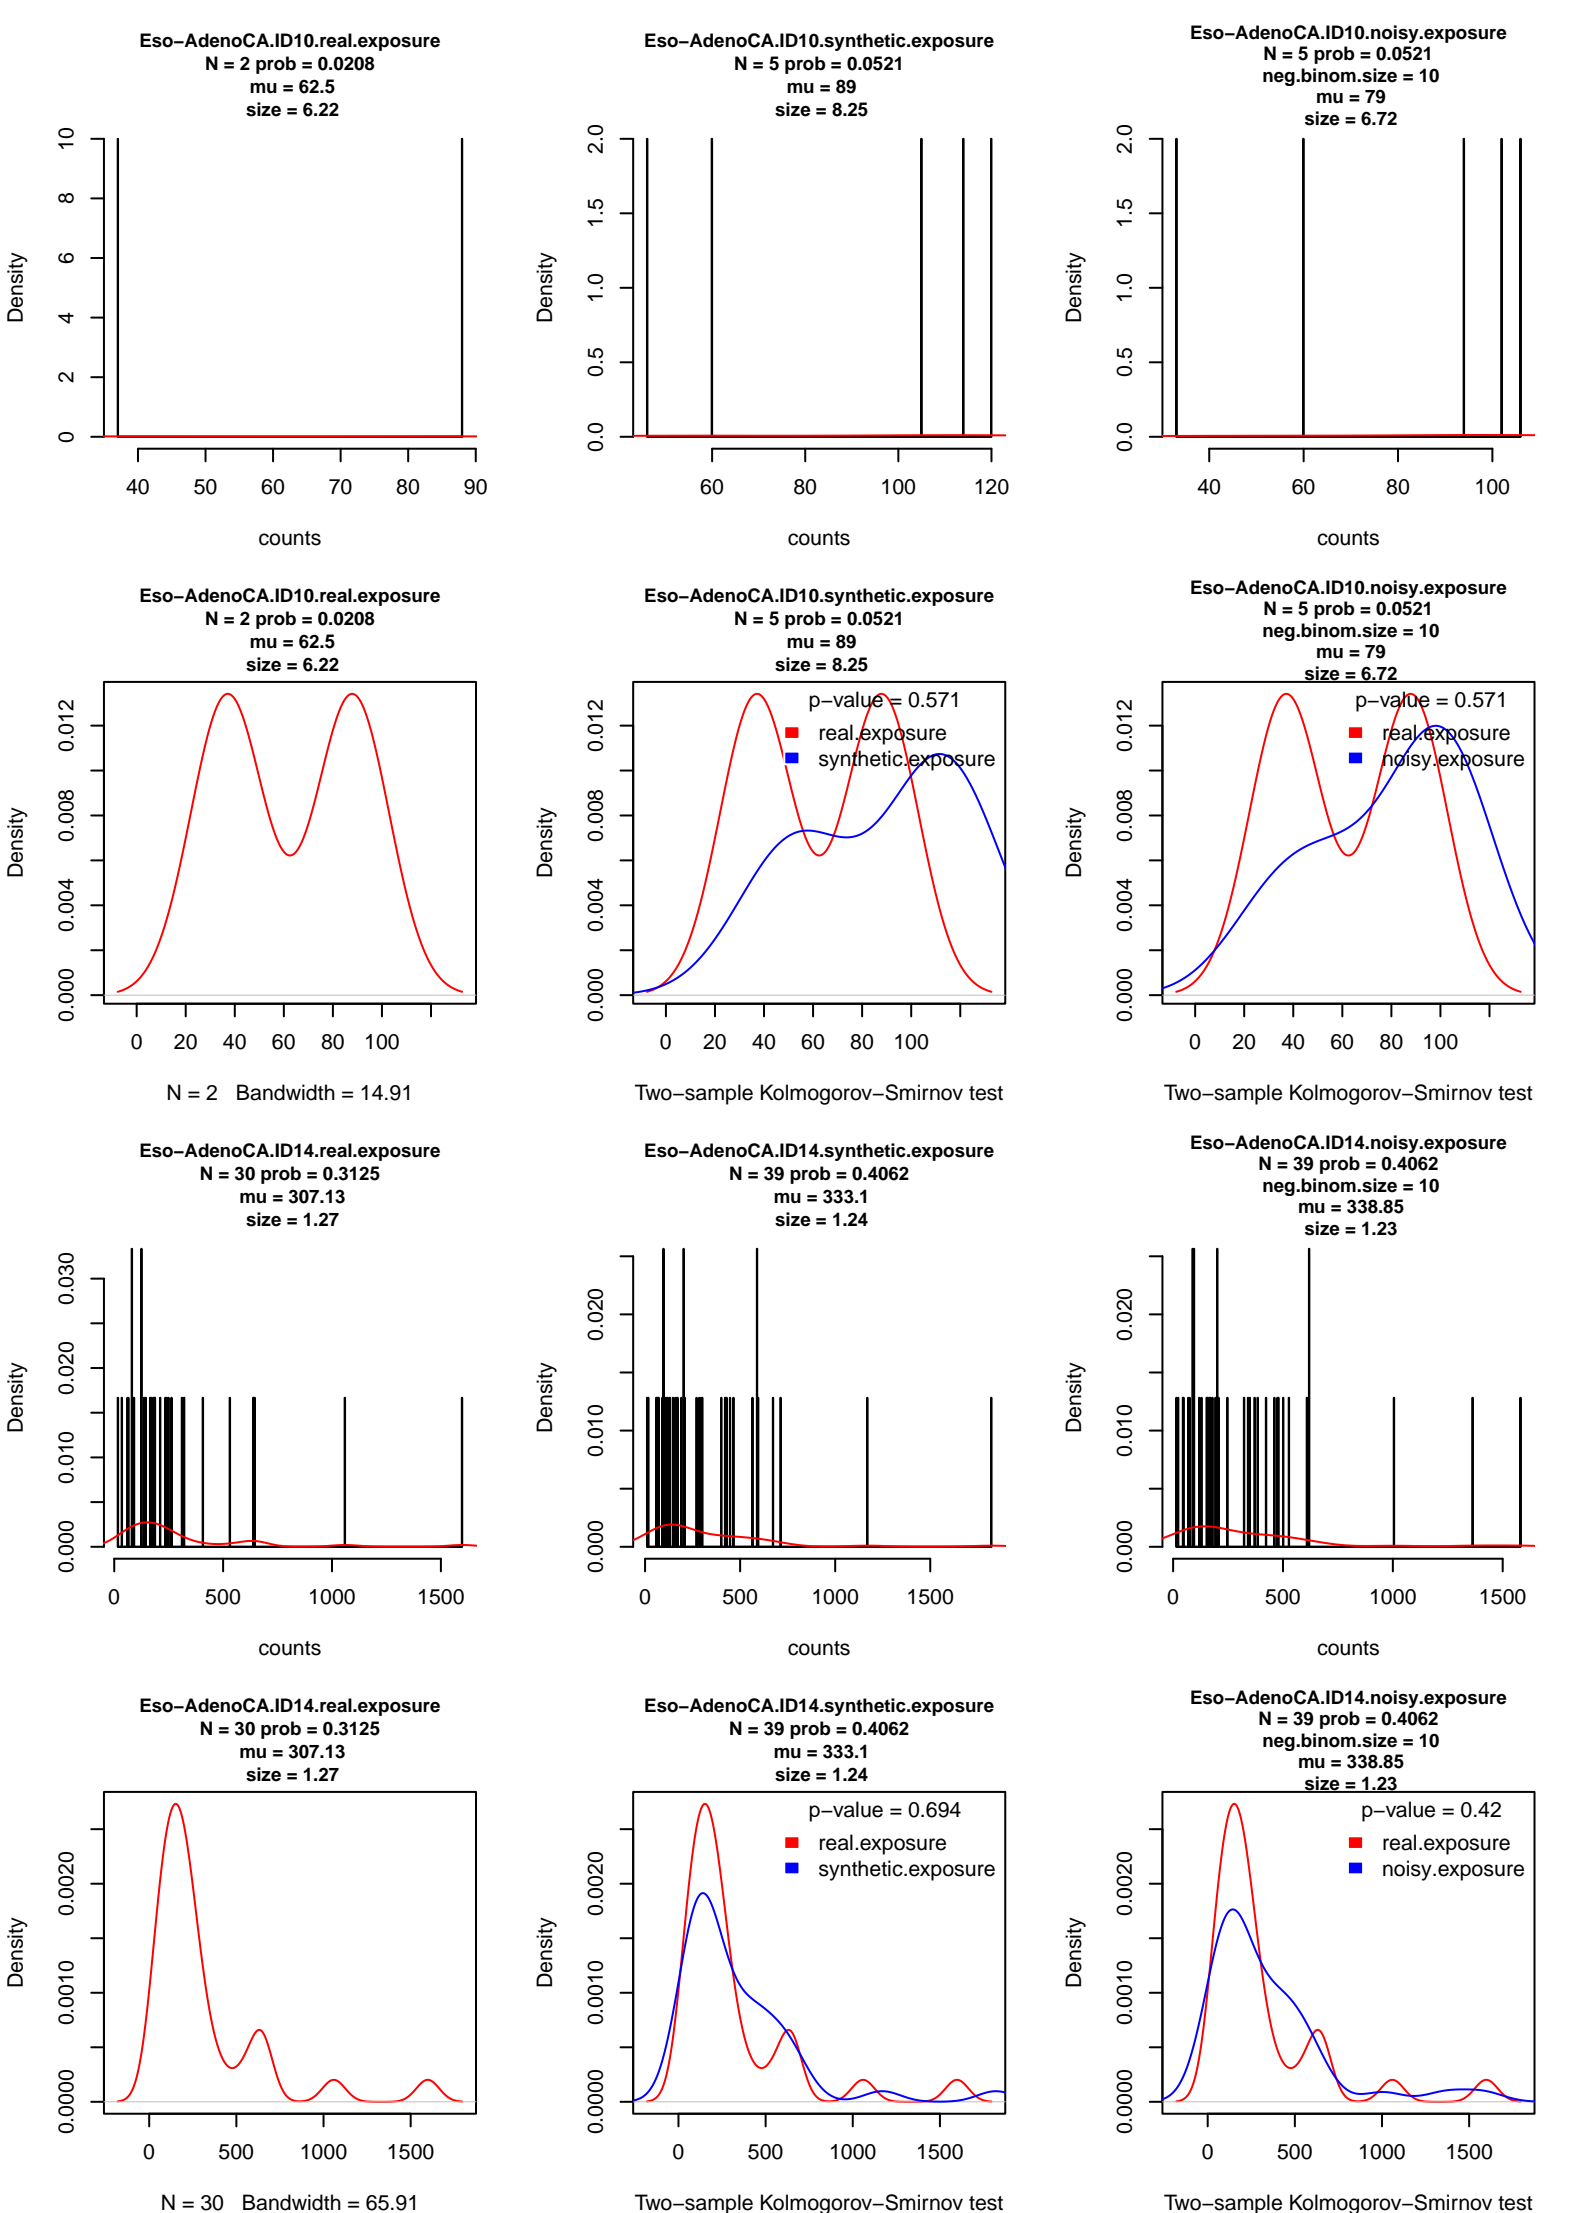 Eso−AdenoCA.ID10.real.exposure
N = 2 prob = 0.0208
mu = 62.5
size = 6.22
Density
0 2 4 6 8 10
40 50 60 70 80 90
counts
Eso−AdenoCA.ID10.synthetic.exposure
N = 5 prob = 0.0521
mu = 89
size = 8.25
Density
0.0 0.5 1.0 1.5 2.0
60 80 100 120
counts
Eso−AdenoCA.ID10.noisy.exposure
N = 5 prob = 0.0521
neg.binom.size = 10
mu = 79
size = 6.72
Density
0.0 0.5 1.0 1.5 2.0
40 60 80 100
counts
Eso−AdenoCA.ID10.real.exposure
N = 2 prob = 0.0208
mu = 62.5
size = 6.22
Density
0.000 0.004 0.008 0.012
0 20 40 60 80 100
N = 2 Bandwidth = 14.91
Eso−AdenoCA.ID10.synthetic.exposure
N = 5 prob = 0.0521
mu = 89
size = 8.25
p−value = 0.571
real.exposure
synthetic.exposure
Density
0.000 0.004 0.008 0.012
0 20 40 60 80 100
Two−sample Kolmogorov−Smirnov test
Eso−AdenoCA.ID10.noisy.exposure
N = 5 prob = 0.0521
neg.binom.size = 10
mu = 79
size = 6.72
p−value = 0.571
real.exposure
noisy.exposure
Density
0.000 0.004 0.008 0.012
0 20 40 60 80 100
Two−sample Kolmogorov−Smirnov test
Eso−AdenoCA.ID14.real.exposure
N = 30 prob = 0.3125
mu = 307.13
size = 1.27
Density
0.000 0.010 0.020 0.030
0 500 1000 1500
counts
Eso−AdenoCA.ID14.synthetic.exposure
N = 39 prob = 0.4062
mu = 333.1
size = 1.24
Density
0.000 0.010 0.020
0 500 1000 1500
counts
Eso−AdenoCA.ID14.noisy.exposure
N = 39 prob = 0.4062
neg.binom.size = 10
mu = 338.85
size = 1.23
Density
0.000 0.010 0.020
0 500 1000 1500
counts
Eso−AdenoCA.ID14.real.exposure
N = 30 prob = 0.3125
mu = 307.13
size = 1.27
Density
0.0000 0.0010 0.0020
0 500 1000 1500
N = 30 Bandwidth = 65.91
Eso−AdenoCA.ID14.synthetic.exposure
N = 39 prob = 0.4062
mu = 333.1
size = 1.24
p−value = 0.694
real.exposure
synthetic.exposure
Density
0.0000 0.0010 0.0020
0 500 1000 1500
Two−sample Kolmogorov−Smirnov test
Eso−AdenoCA.ID14.noisy.exposure
N = 39 prob = 0.4062
neg.binom.size = 10
mu = 338.85
size = 1.23
p−value = 0.42
real.exposure
noisy.exposure
Density
0.0000 0.0010 0.0020
0 500 1000 1500
Two−sample Kolmogorov−Smirnov test